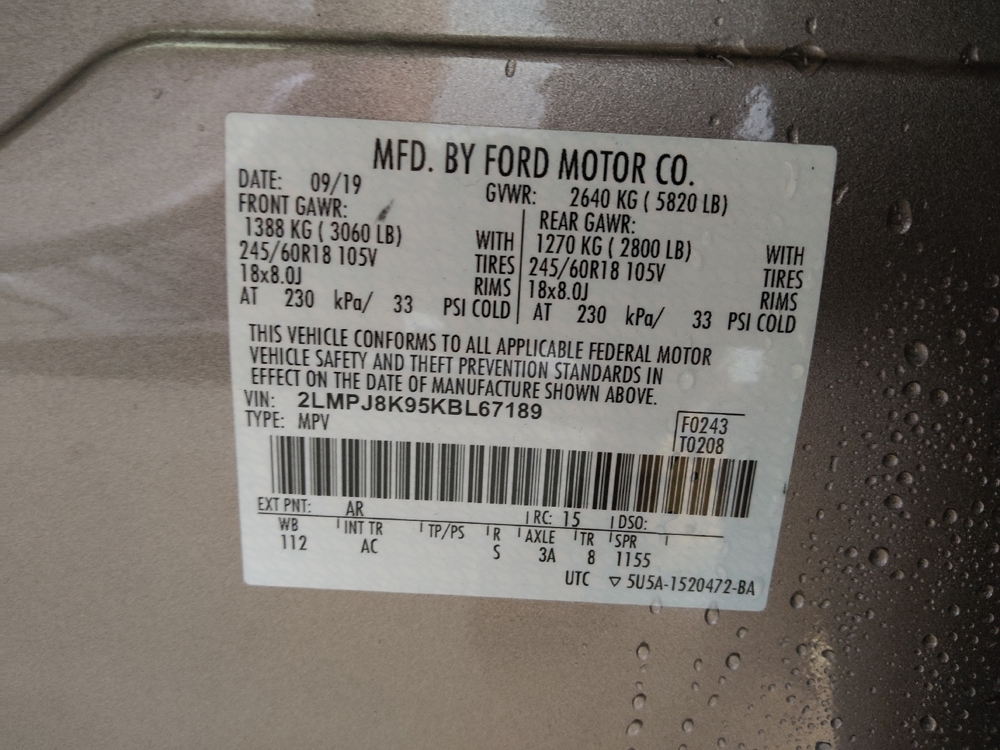 MFD. BY FORD MOTOR CO.
DATE: 09/19 GVWR: 2640 KG ( 5820 LB)
FRONT GAWR: REAR GAWR:
1388 KG ( 3060 LB) WITH 1270 KG ( 2800 LB) WITH
245/60R18 105V TIRES 245/60R18 105V TIRES
18x8.0J RIMS 18x8.0J RIMS
AT 230 kPa/ 33 PSI COLD AT 230 kPa/ 33 PSI COLD
THIS VEHICLE CONFORMS TO ALL APPLICABLE FEDERAL MOTOR
VEHICLE SAFETY AND THEFT PREVENTION STANDARDS IN
EFFECT ON THE DATE OF MANUFACTURE SHOWN ABOVE.
VIN: 2LMPJ8K95KBL67189
TYPE: MPV
F0243
T0208
EXT PNT: AR RC: 15 DSO:
WB INT TR TP/PS R AXLE TR SPR
112 AC S 3A 8 1155
UTC ▽ 5U5A-1520472-BA